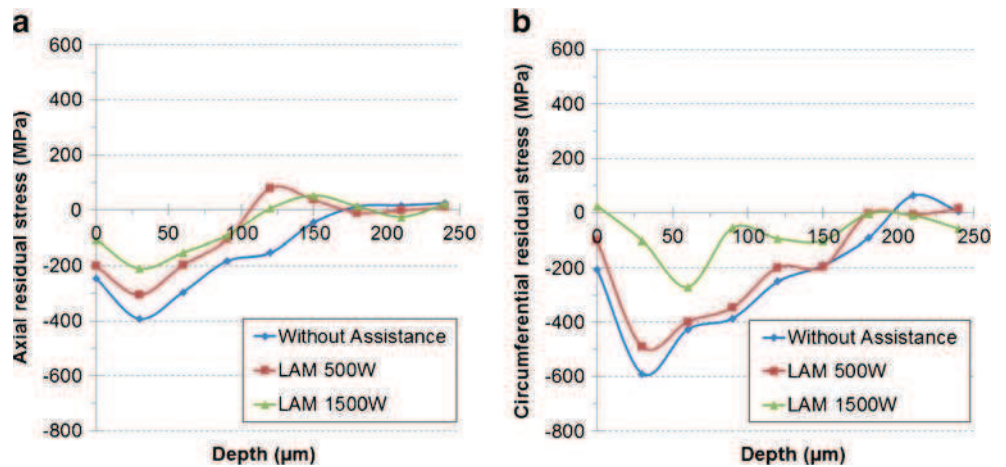 a
600
400
200
0
-200
-400
-600
-800
0 50 100 150 200 250
Axial residual stress (MPa)
Depth (μm)
Without Assistance
LAM 500W
LAM 1500W
b
600
400
200
0
-200
-400
-600
-800
0 50 100 150 200 250
Circumferential residual stress (MPa)
Depth (μm)
Without Assistance
LAM 500W
LAM 1500W